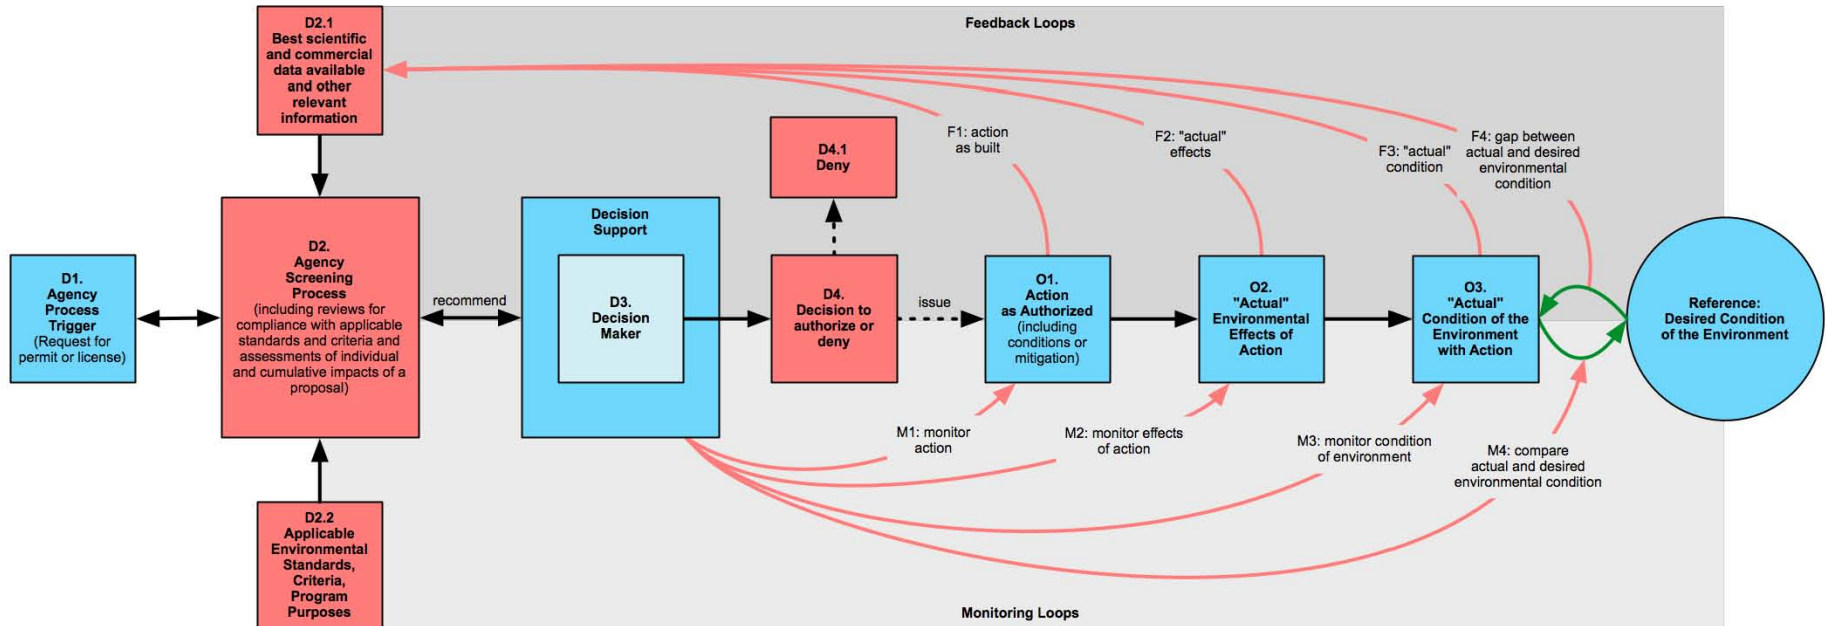 D2.1
Best scientific
and commercial
data available
and other
relevant
information
Feedback Loops
F1: action
as built
F2: "actual"
effects
F3: "actual"
condition
F4: gap between
actual and desired
environmental
condition
D4.1
Deny
D1.
Agency
Process
Trigger
(Request for
permit or license)
D2.
Agency
Screening
Process
(including reviews for
compliance with applicable
standards and criteria and
assessments of individual
and cumulative impacts of a
proposal)
recommend
Decision
Support
D3.
Decision
Maker
D4.
Decision to
authorize or
deny
issue
O1.
Action
as Authorized
(including
conditions or
mitigation)
O2.
"Actual"
Environmental
Effects of
Action
O3.
"Actual"
Condition of the
Environment
with Action
Reference:
Desired Condition
of the Environment
M1: monitor
action
M2: monitor effects
of action
M3: monitor condition
of environment
M4: compare
actual and desired
environmental condition
D2.2
Applicable
Environmental
Standards,
Criteria,
Program
Purposes
Monitoring Loops